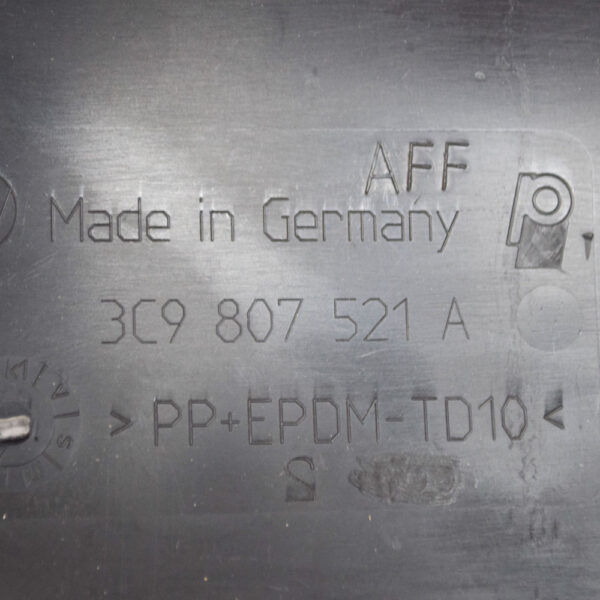 AFF
Made in Germany
3C9 807 521 A
>PP+EPDM-TD10<